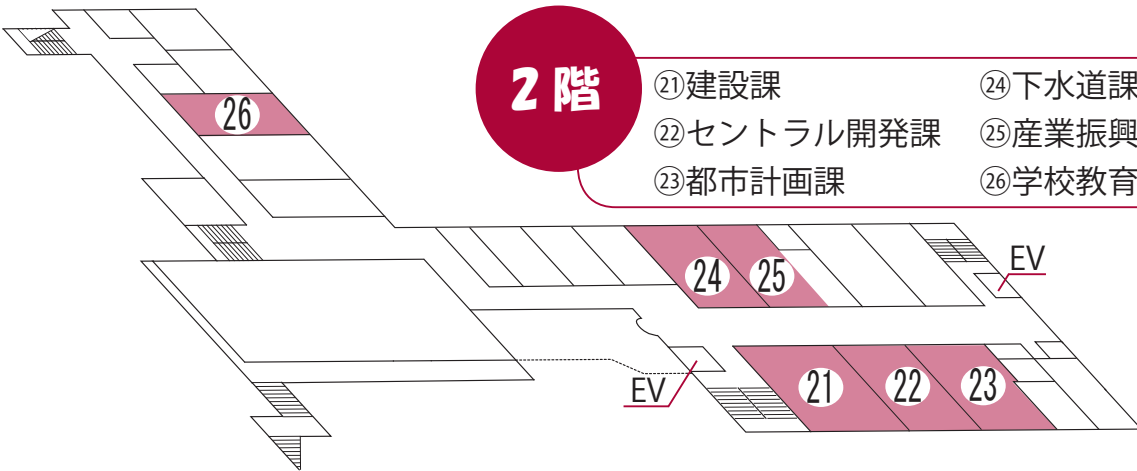 2階
㉑建設課 ㉔下水道課
㉒セントラル開発課 ㉕産業振興
㉓都市計画課 ㉖学校教育
26
24 25
EV
21 22 23
EV